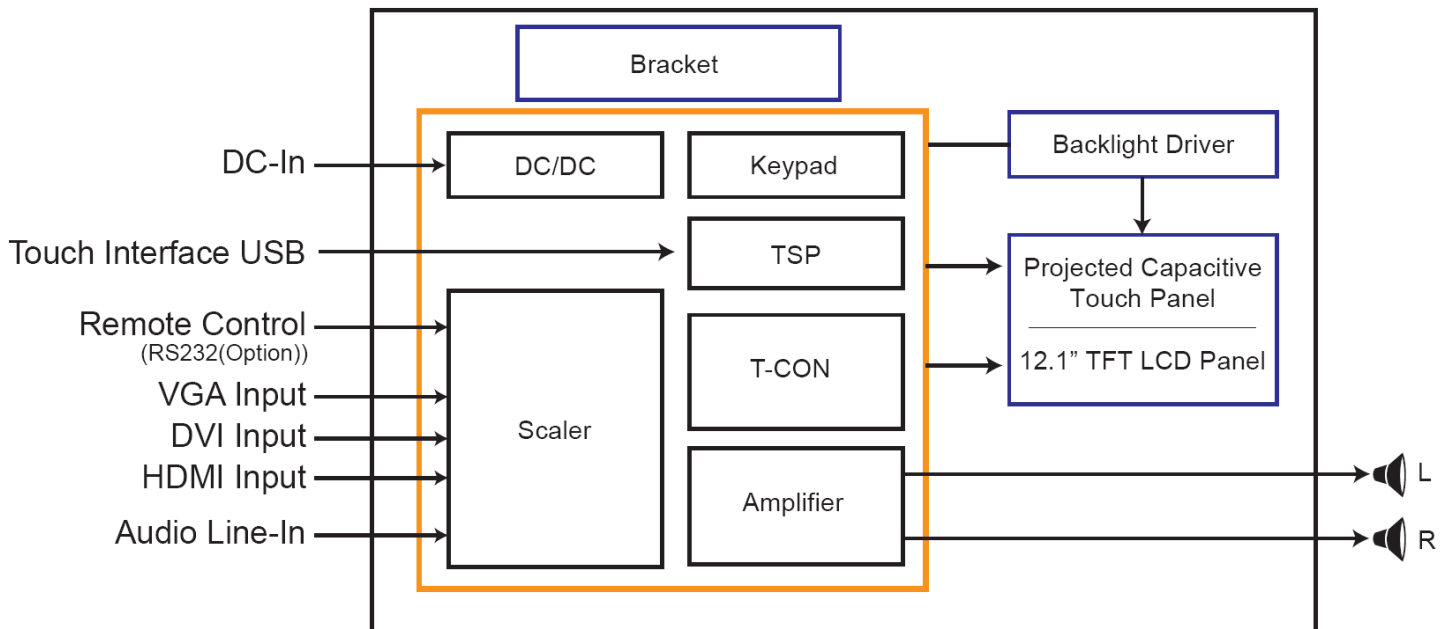 Bracket
DC-In
DC/DC
Keypad
Backlight Driver
Touch Interface USB
TSP
Projected Capacitive
Touch Panel
12.1” TFT LCD Panel
Remote Control
(RS232(Option))
VGA Input
DVI Input
HDMI Input
Audio Line-In
Scaler
T-CON
Amplifier
L
R